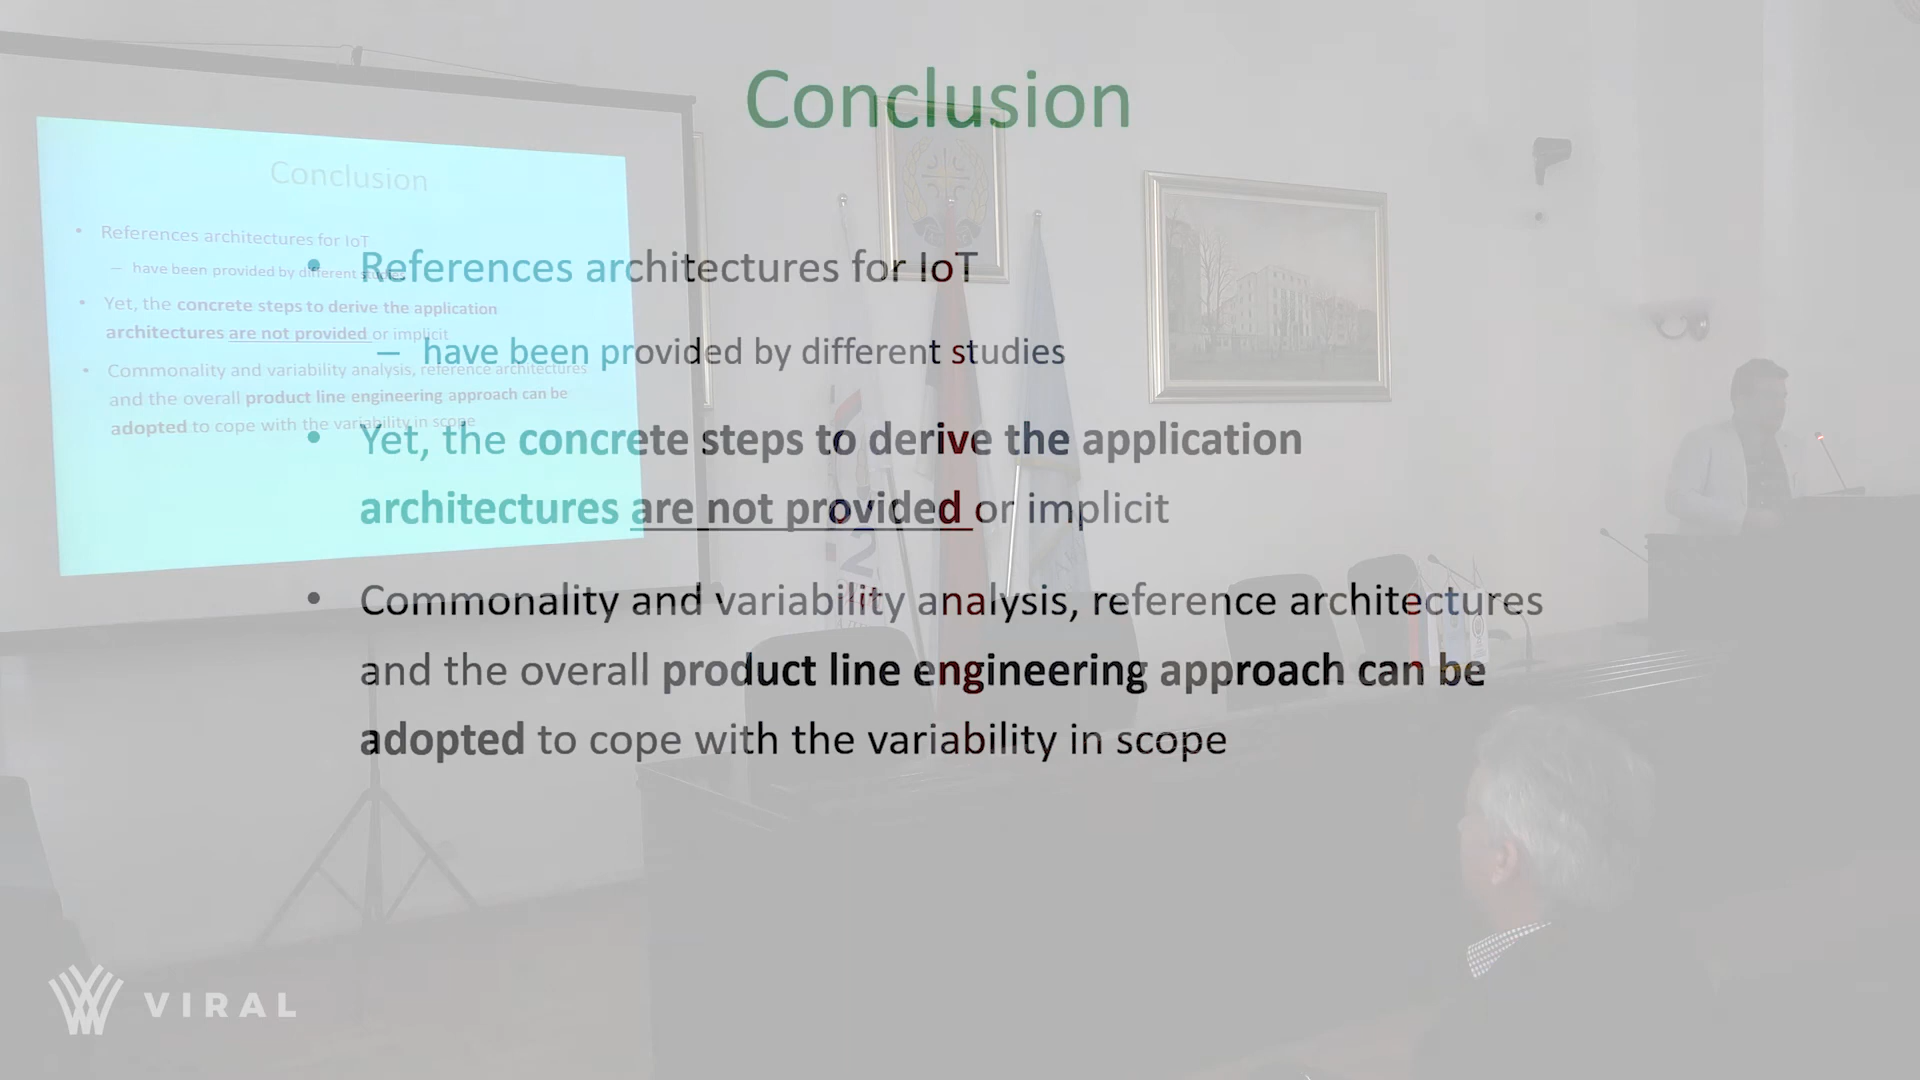 Conclusion
• References architectures for IoT
– have been provided by different studies
• Yet, the concrete steps to derive the application
architectures are not provided or implicit
• Commonality and variability analysis, reference architectures
and the overall product line engineering approach can be
adopted to cope with the variability in scope
Conclusion
• References architectures for IoT
– have been provided by different studies
• Yet, the concrete steps to derive the application
architectures are not provided or implicit
• Commonality and variability analysis, reference architectures
and the overall product line engineering approach can be
adopted to cope with the variability in scope
VIRAL